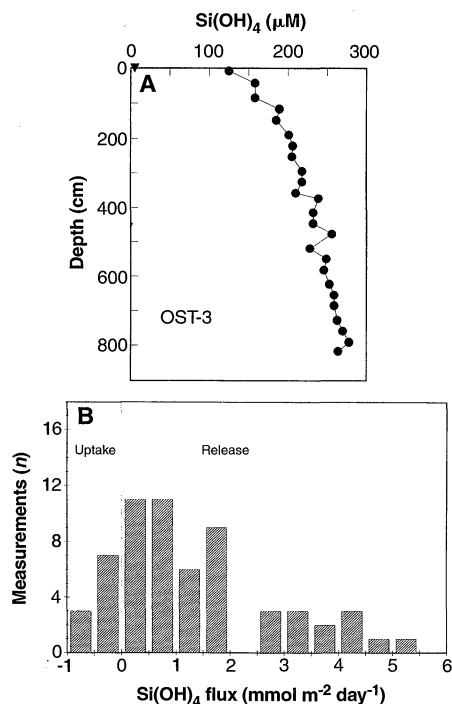 Si(OH)₄ (μM)
0 100 200 300
A
0
200
400
600
800
Depth (cm)
OST-3
B
16
12
8
4
0
Measurements (n)
Uptake Release
-1 0 1 2 3 4 5 6
Si(OH)₄ flux (mmol m⁻² day⁻¹)